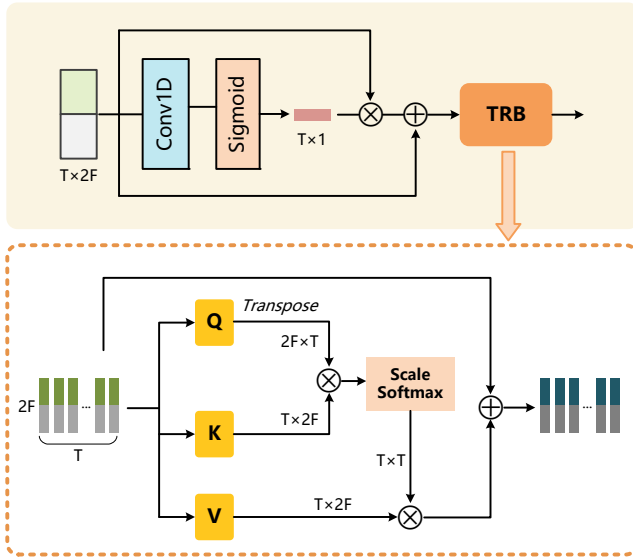 Conv1D
Sigmoid
TRB
T×1
T×2F
Transpose
Q
2F×T
Scale
Softmax
2F
...
...
K
T×2F
T
T×T
V
T×2F